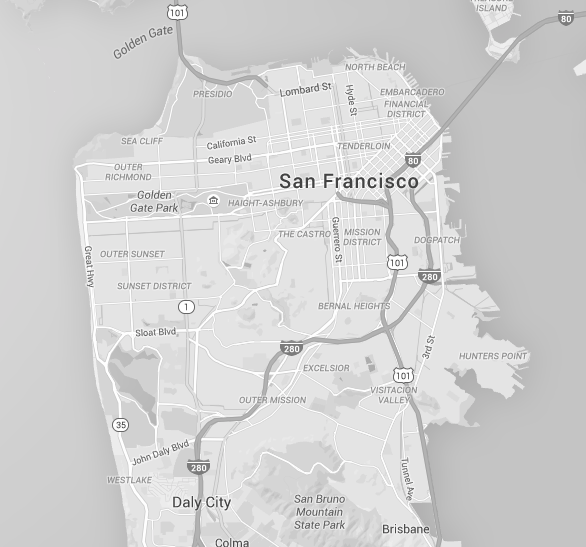 TREASURE
ISLAND
101
80
Golden Gate
NORTH BEACH
Lombard St
Hyde St
PRESIDIO
EMBARCADERO
FINANCIAL
DISTRICT
SEA CLIFF
California St
TENDERLOIN
Geary Blvd
80
OUTER
RICHMOND
San Francisco
Golden
Gate Park
HAIGHT-ASHBURY
THE CASTRO
Guerrero St
MISSION
DISTRICT
DOGPATCH
Great Hwy
OUTER SUNSET
101
280
SUNSET DISTRICT
1
BERNAL HEIGHTS
Sloat Blvd
280
3rd St
HUNTERS POINT
EXCELSIOR
101
VISITACION
VALLEY
OUTER MISSION
35
John Daly Blvd
280
Tunnel Ave
WESTLAKE
Daly City
San Bruno
Mountain
State Park
Brisbane
Colma